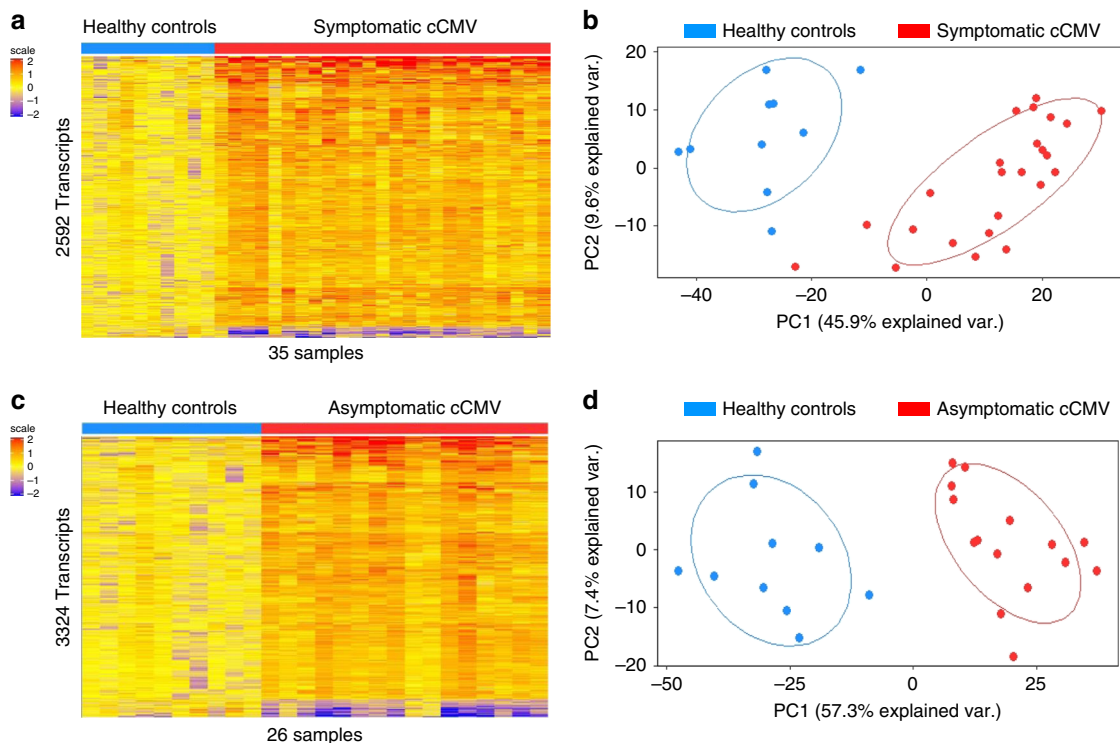 a
Healthy controls
Symptomatic cCMV
scale
2
1
0
−1
−2
2592 Transcripts
35 samples
b
Healthy controls
Symptomatic cCMV
20
10
0
−10
PC2 (9.6% explained var.)
−40
−20
0
20
PC1 (45.9% explained var.)
c
Healthy controls
Asymptomatic cCMV
scale
2
1
0
−1
−2
3324 Transcripts
26 samples
d
Healthy controls
Asymptomatic cCMV
10
0
−10
−20
PC2 (7.4% explained var.)
−50
−25
0
25
PC1 (57.3% explained var.)